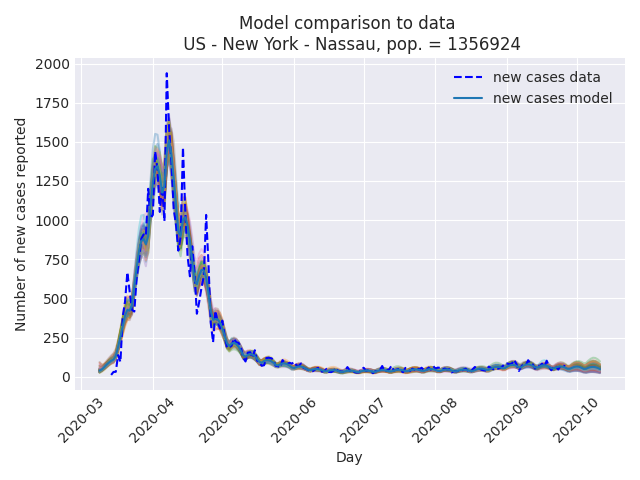 Model comparison to data
US - New York - Nassau, pop. = 1356924
new cases data
new cases model
Number of new cases reported
2000
1750
1500
1250
1000
750
500
250
0
2020-03
2020-04
2020-05
2020-06
2020-07
2020-08
2020-09
2020-10
Day